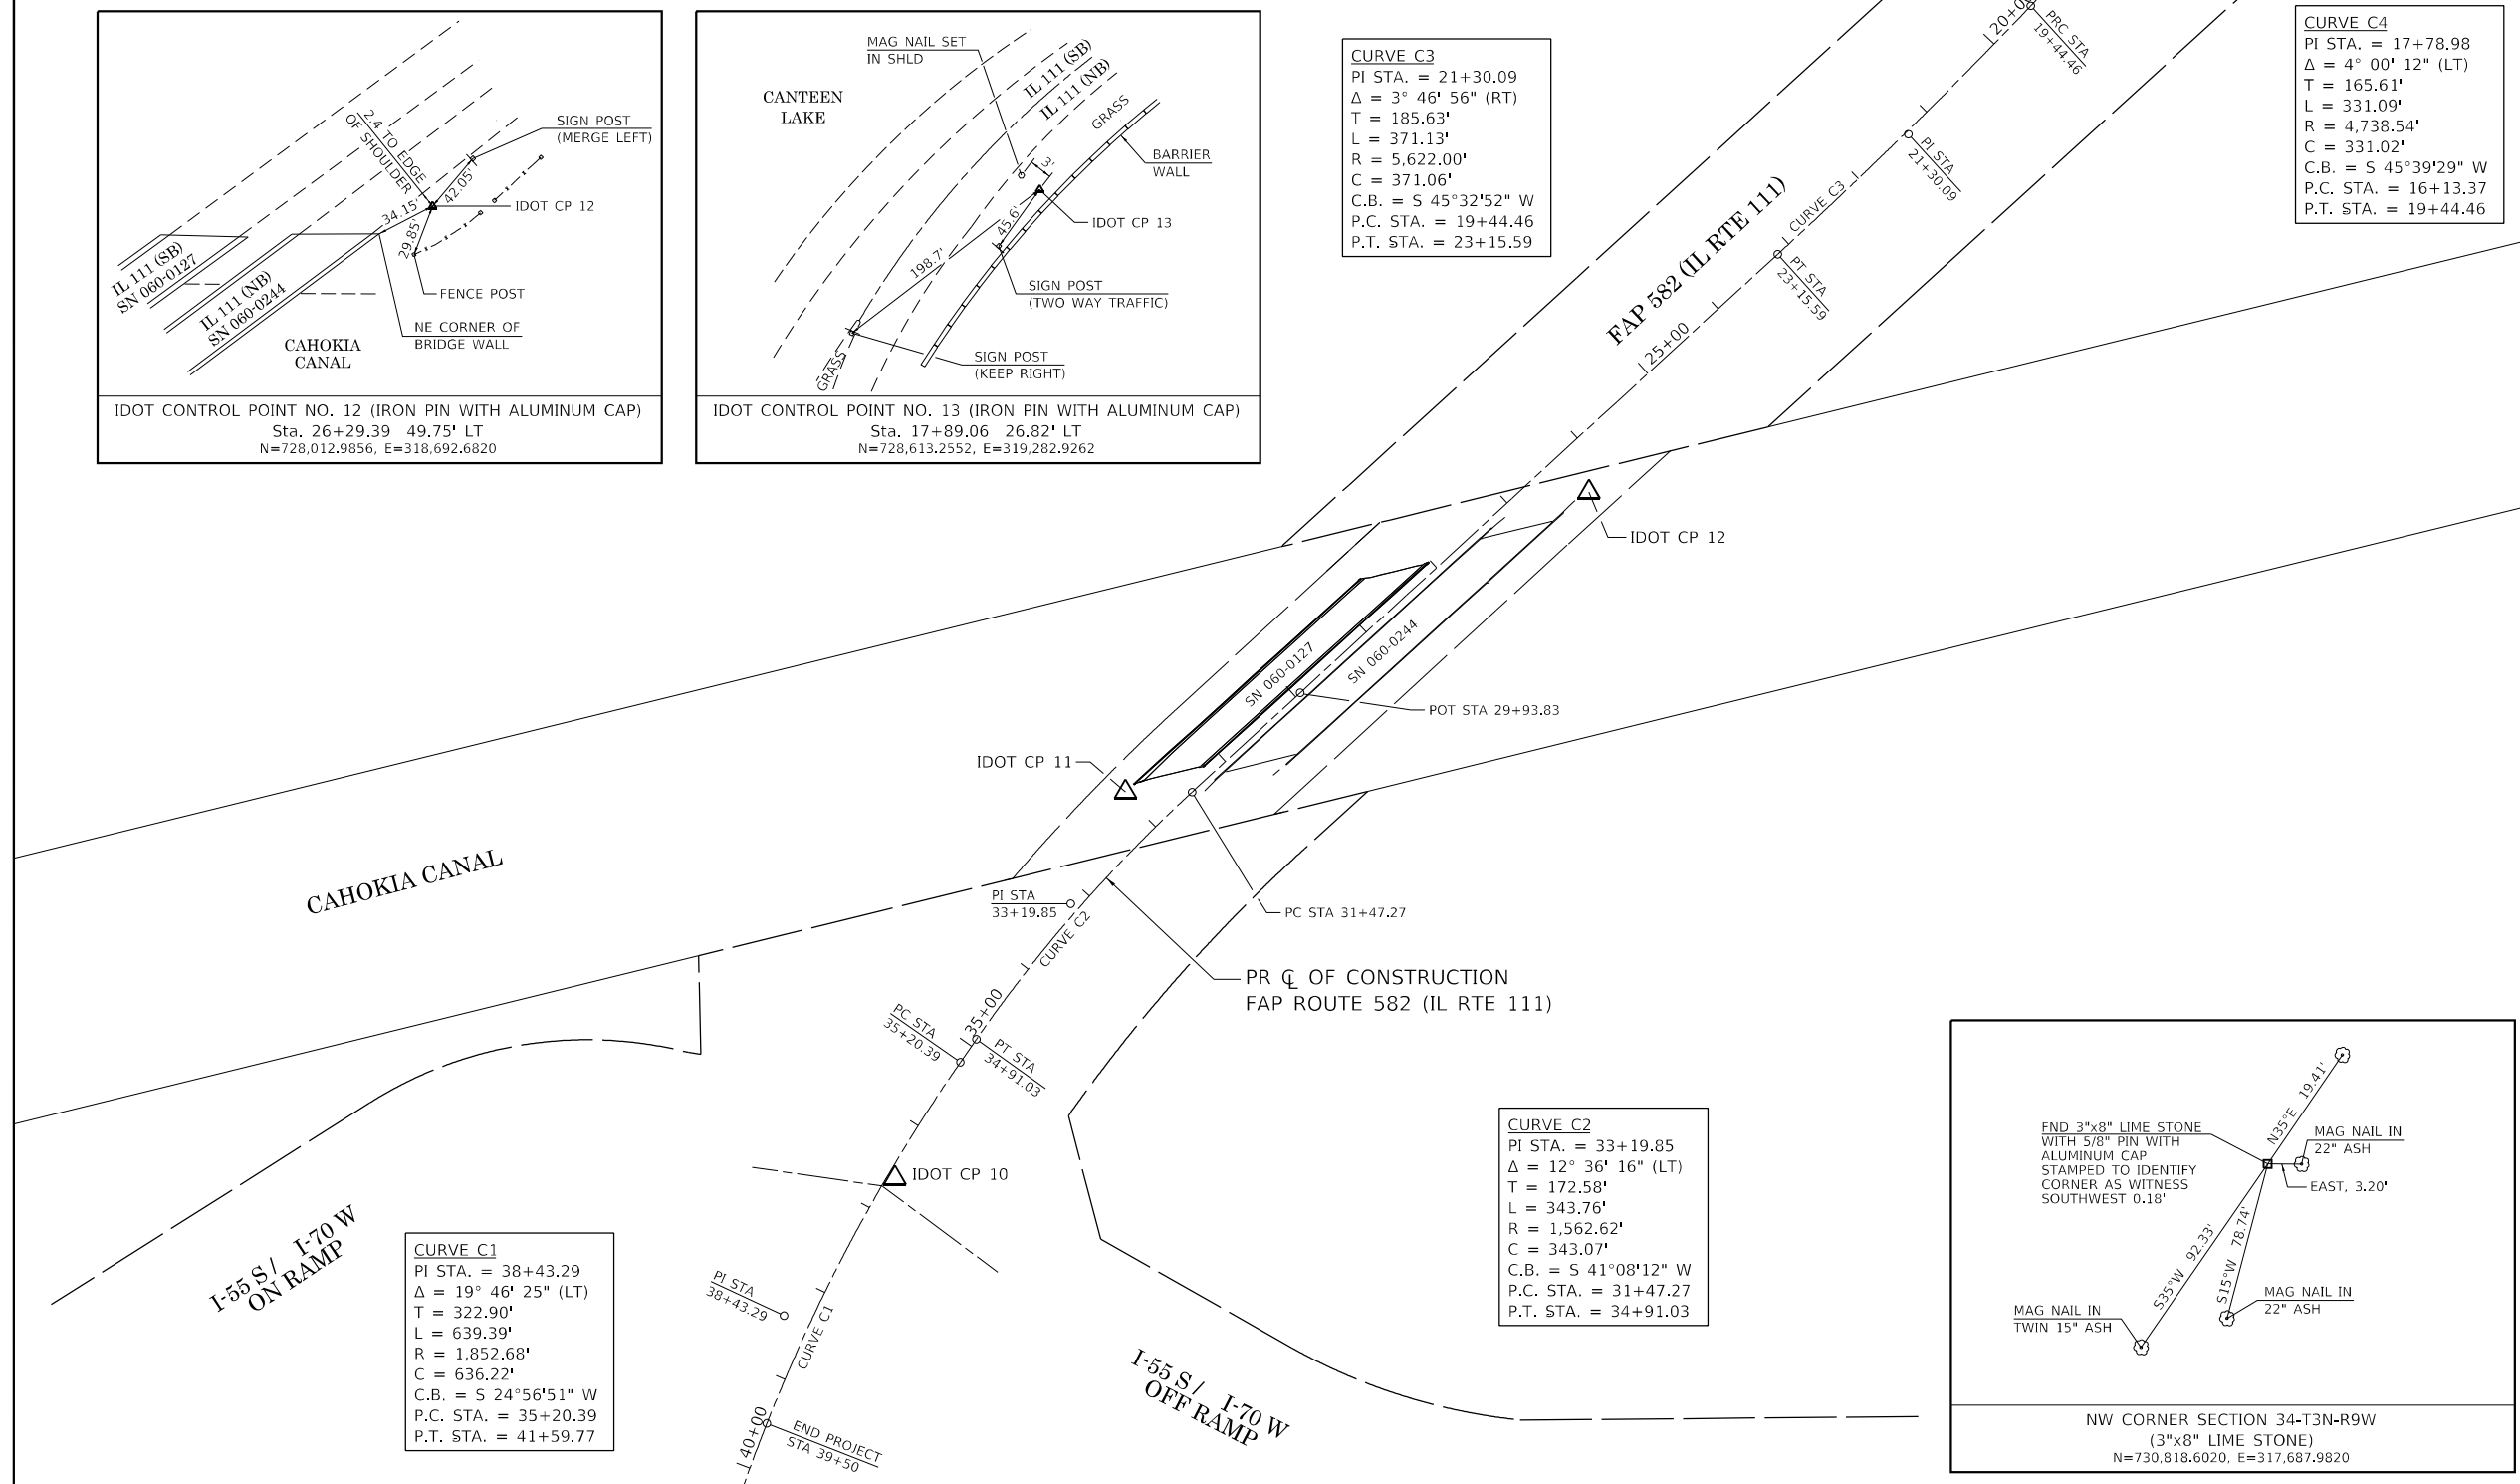 2.4 TO EDGE
OF SHOULDER
SIGN POST
(MERGE LEFT)
42.05'
34.15'
29.85'
IDOT CP 12
IL 111 (SB)
SN 060-0127
IL 111 (NB)
SN 060-0244
FENCE POST
NE CORNER OF
BRIDGE WALL
CAHOKIA
CANAL
IDOT CONTROL POINT NO. 12 (IRON PIN WITH ALUMINUM CAP)
Sta. 26+29.39 49.75' LT
N=728,012.9856, E=318,692.6820
MAG NAIL SET
IN SHLD
CANTEEN
LAKE
IL 111 (SB)
IL 111 (NB)
GRASS
BARRIER
WALL
3'
IDOT CP 13
45.6'
198.7'
SIGN POST
(TWO WAY TRAFFIC)
SIGN POST
(KEEP RIGHT)
GRASS
IDOT CONTROL POINT NO. 13 (IRON PIN WITH ALUMINUM CAP)
Sta. 17+89.06 26.82' LT
N=728,613.2552, E=319,282.9262
CURVE C3
PI STA. = 21+30.09
Δ = 3° 46' 56" (RT)
T = 185.63'
L = 371.13'
R = 5,622.00'
C = 371.06'
C.B. = S 45°32'52" W
P.C. STA. = 19+44.46
P.T. STA. = 23+15.59
CURVE C4
PI STA. = 17+78.98
Δ = 4° 00' 12" (LT)
T = 165.61'
L = 331.09'
R = 4,738.54'
C = 331.02'
C.B. = S 45°39'29" W
P.C. STA. = 16+13.37
P.T. STA. = 19+44.46
PRC STA
19+44.46
PI STA
21+30.09
CURVE C3
PT STA
23+15.59
FAP 582 (IL RTE 111)
25+00
IDOT CP 12
SN 060-0127
SN 060-0244
POT STA 29+93.83
IDOT CP 11
CAHOKIA CANAL
PI STA
33+19.85
PC STA 31+47.27
CURVE C2
PR ℄ OF CONSTRUCTION
FAP ROUTE 582 (IL RTE 111)
35+00
PC STA
35+20.39
PT STA
34+91.03
IDOT CP 10
I-55 S / I-70 W
ON RAMP
CURVE C1
PI STA. = 38+43.29
Δ = 19° 46' 25" (LT)
T = 322.90'
L = 639.39'
R = 1,852.68'
C = 636.22'
C.B. = S 24°56'51" W
P.C. STA. = 35+20.39
P.T. STA. = 41+59.77
PI STA
38+43.29
CURVE C1
40+00
END PROJECT
STA 39+50
I-55 S / I-70 W
OFF RAMP
CURVE C2
PI STA. = 33+19.85
Δ = 12° 36' 16" (LT)
T = 172.58'
L = 343.76'
R = 1,562.62'
C = 343.07'
C.B. = S 41°08'12" W
P.C. STA. = 31+47.27
P.T. STA. = 34+91.03
N35°E 19.41'
FND 3"x8" LIME STONE
WITH 5/8" PIN WITH
ALUMINUM CAP
STAMPED TO IDENTIFY
CORNER AS WITNESS
SOUTHWEST 0.18'
MAG NAIL IN
22" ASH
EAST, 3.20'
S35°W 92.33'
S15°W 78.74'
MAG NAIL IN
22" ASH
MAG NAIL IN
TWIN 15" ASH
NW CORNER SECTION 34-T3N-R9W
(3"x8" LIME STONE)
N=730,818.6020, E=317,687.9820